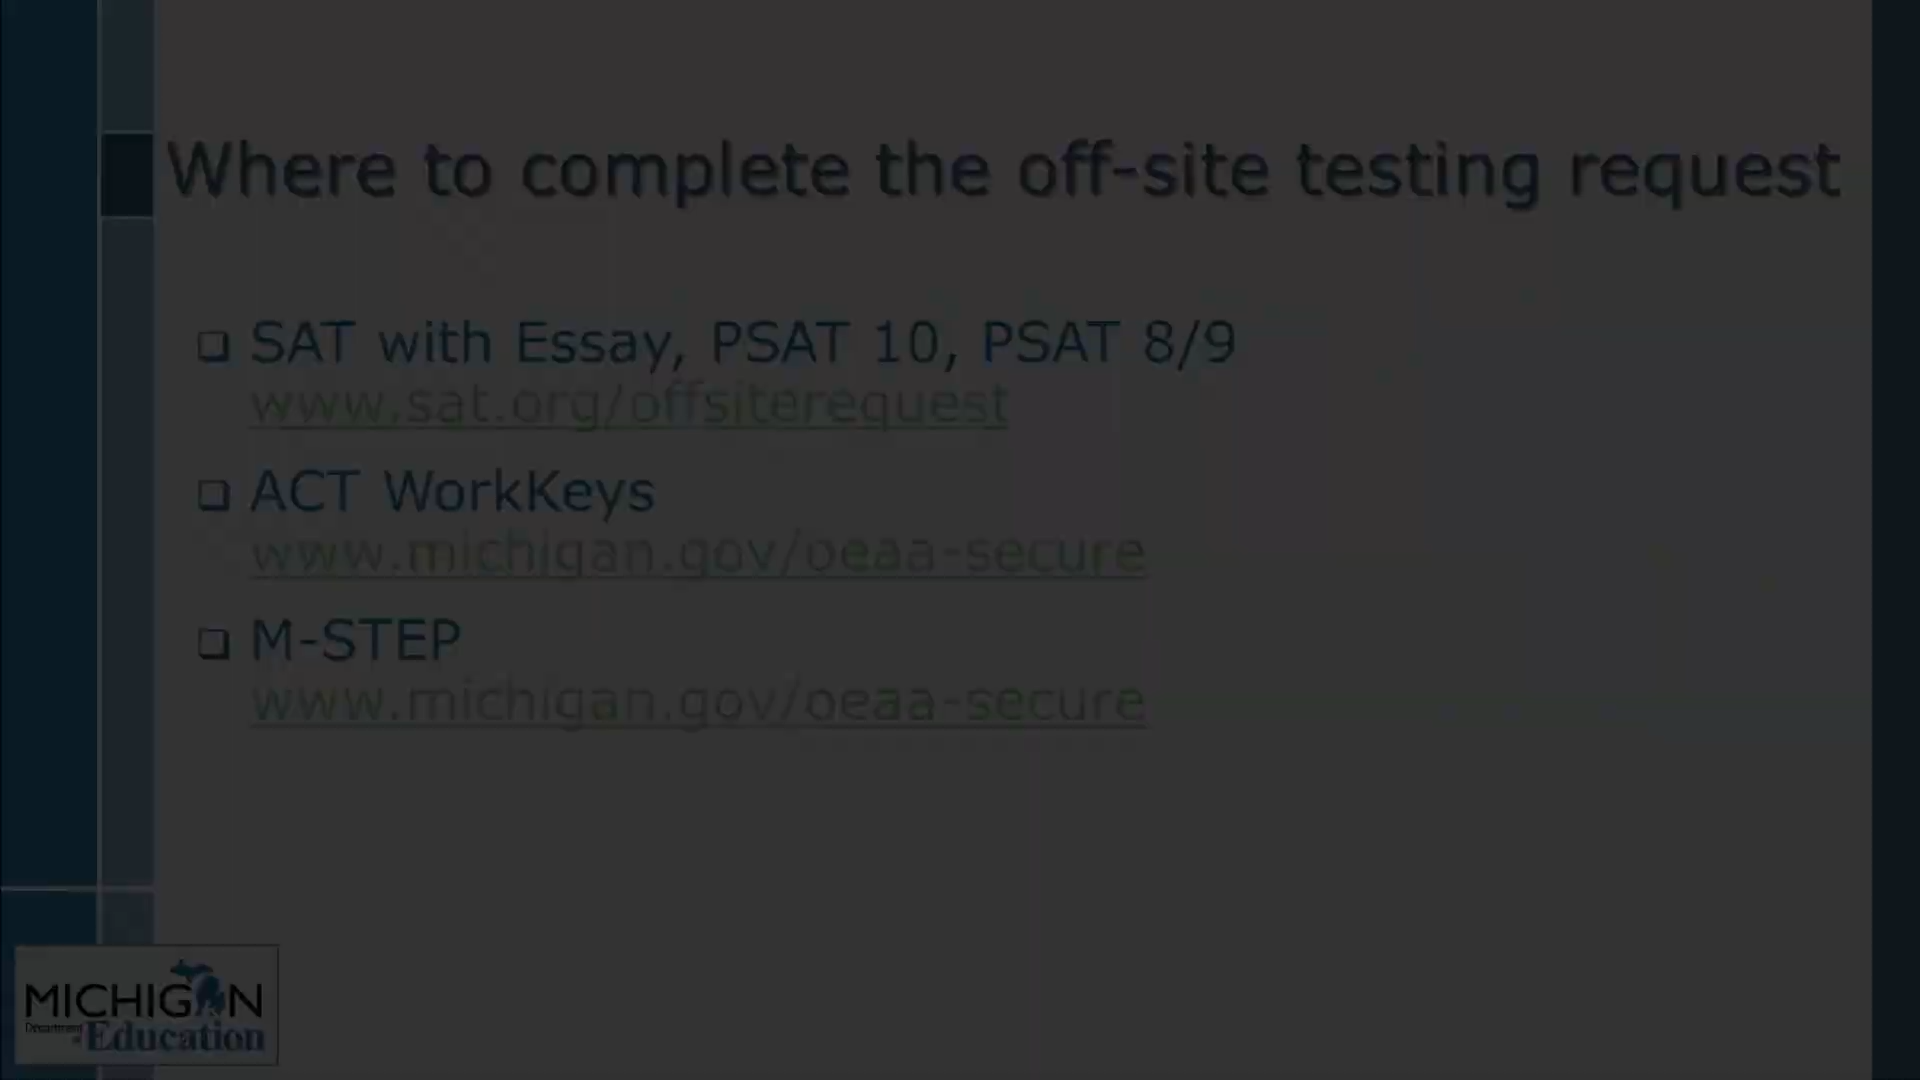 Where to complete the off-site testing request
SAT with Essay, PSAT 10, PSAT 8/9
www.sat.org/offsiterequest
ACT WorkKeys
www.michigan.gov/oeaa-secure
M-STEP
www.michigan.gov/oeaa-secure
MICHIGAN
Department
of Education